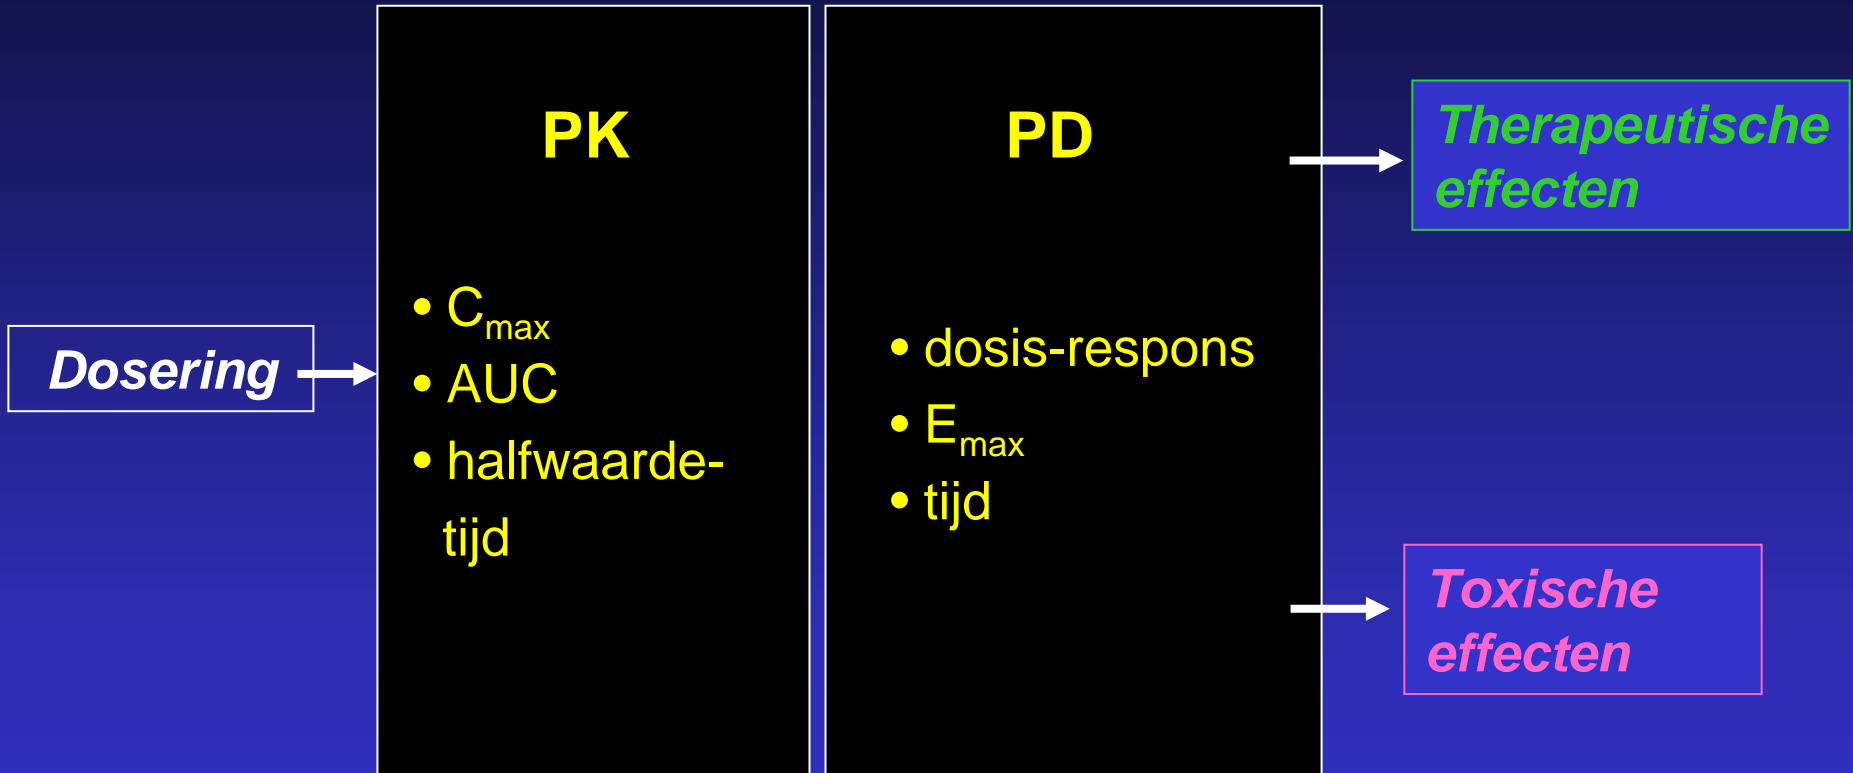 Dosering
PK
• Cmax
• AUC
• halfwaarde-
tijd
PD
• dosis-respons
• Emax
• tijd
Therapeutische
effecten
Toxische
effecten